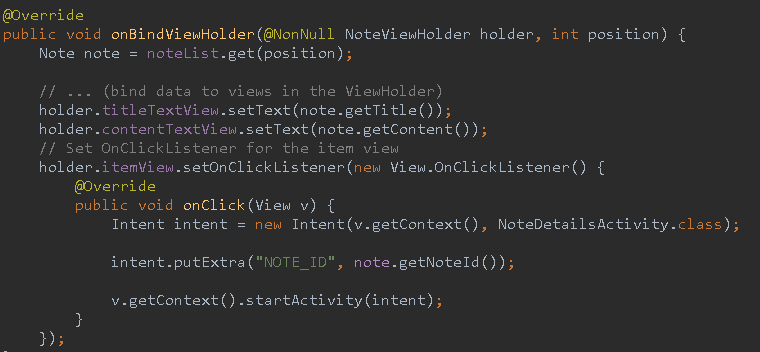 @Override
public void onBindViewHolder(@NonNull NoteViewHolder holder, int position) {
    Note note = noteList.get(position);

    // ... (bind data to views in the ViewHolder)
    holder.titleTextView.setText(note.getTitle());
    holder.contentTextView.setText(note.getContent());
    // Set OnClickListener for the item view
    holder.itemView.setOnClickListener(new View.OnClickListener() {
        @Override
        public void onClick(View v) {
            Intent intent = new Intent(v.getContext(), NoteDetailsActivity.class);

            intent.putExtra("NOTE_ID", note.getNoteId());

            v.getContext().startActivity(intent);
        }
    });